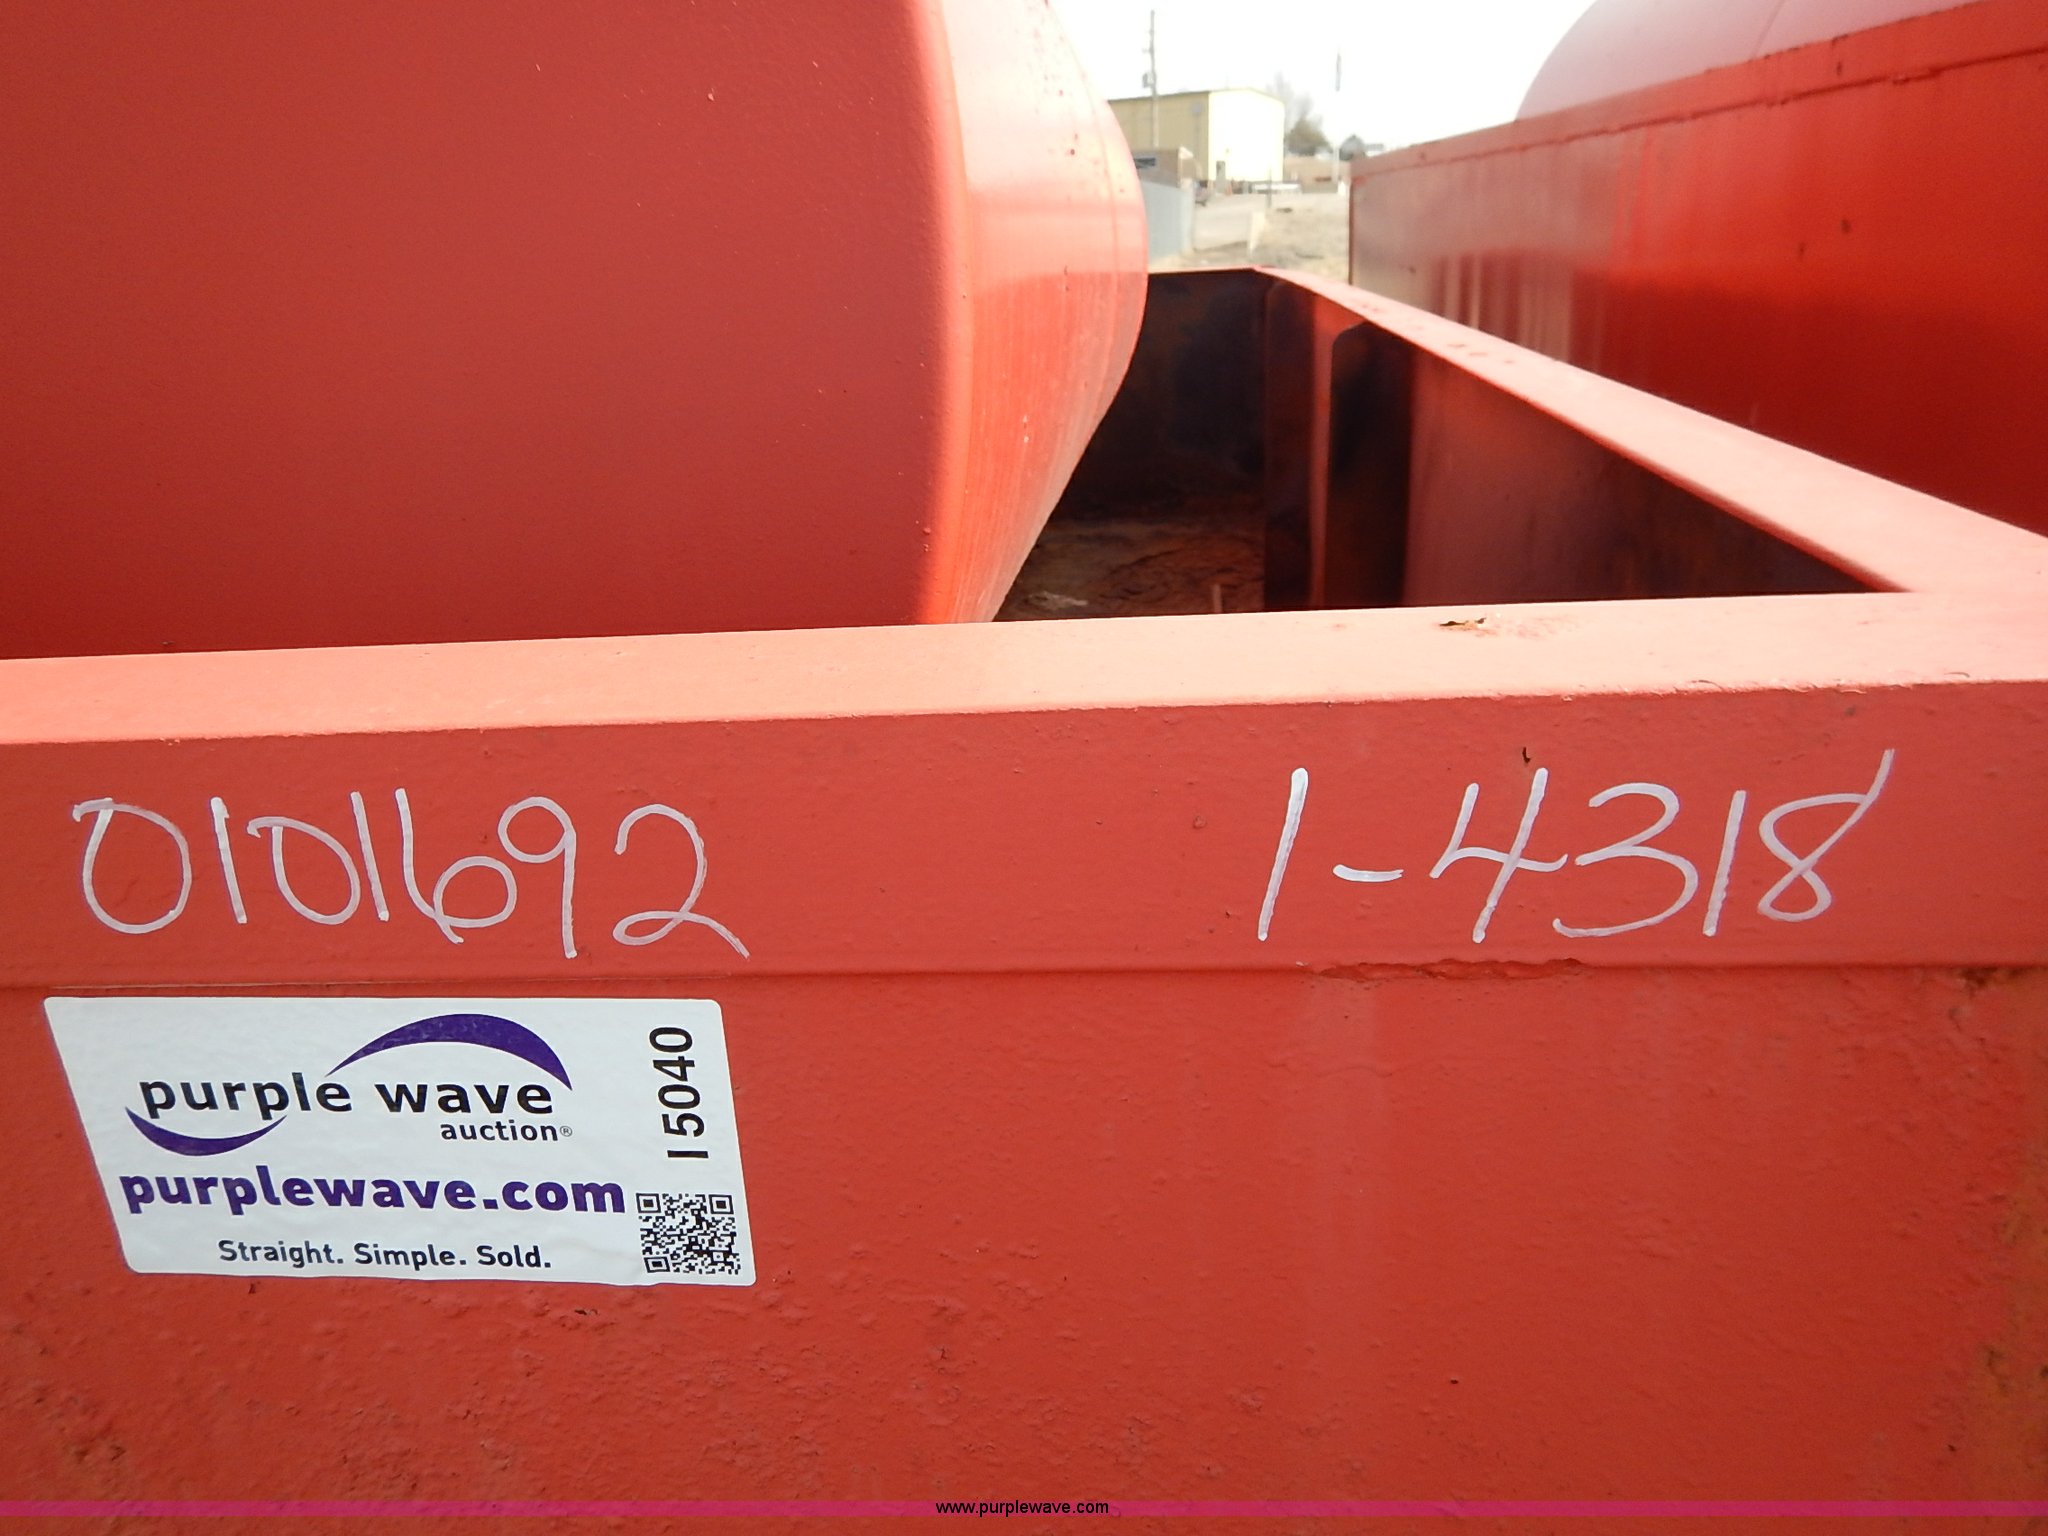 0101692
1-4318
purple wave
auction®
I5040
purplewave.com
Straight. Simple. Sold.
www.purplewave.com